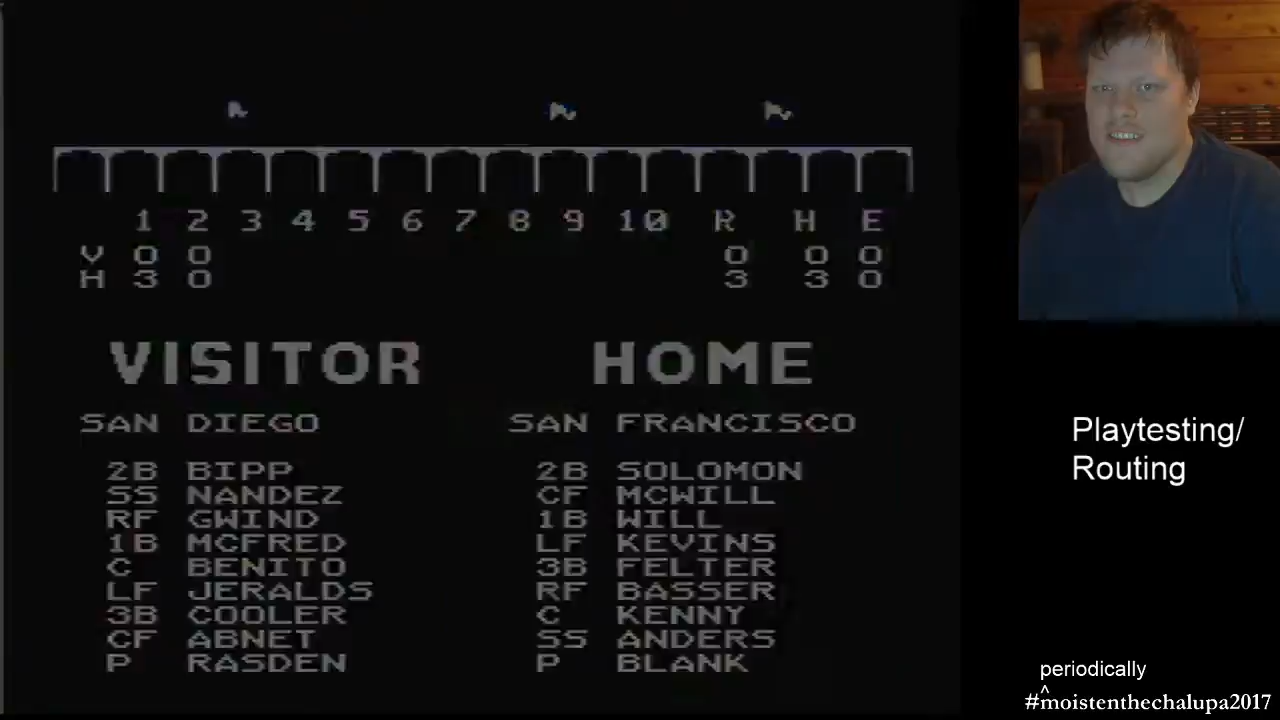 1 2 3 4 5 6 7 8 9 10 R H E
V 0 0 0 0 0
H 3 0 3 3 0
VISITOR HOME
SAN DIEGO SAN FRANCISCO
2B BIPP 2B SOLOMON
SS NANDEZ CF MCWILL
RF GWIND 1B WILL
1B MCFRED LF KEVINS
C BENITO 3B FELTER
LF JERALDS RF BASSER
3B COOLER C KENNY
CF ABNET SS ANDERS
P RASDEN P BLANK
Playtesting/
Routing
periodically
^
#moistenthechalupa2017